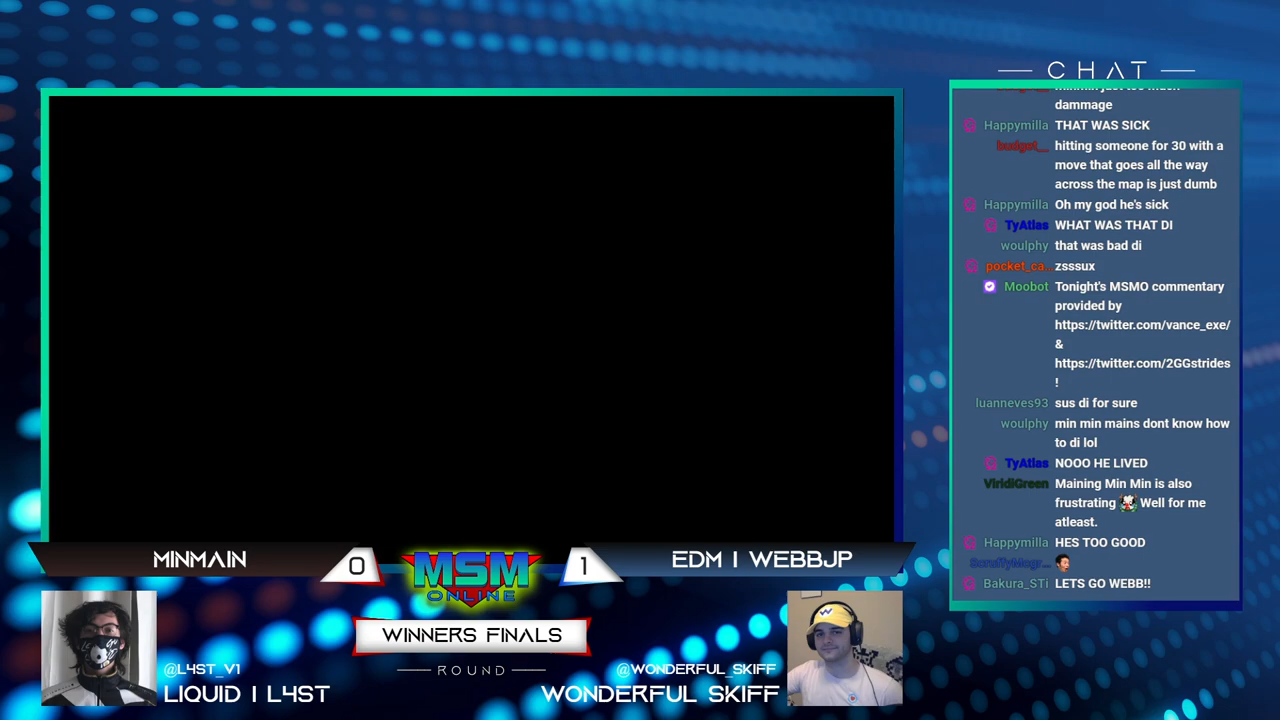 CHAT
dammage
Happymilla THAT WAS SICK
budget__ hitting someone for 30 with a
move that goes all the way
across the map is just dumb
Happymilla Oh my god he's sick
TyAtlas WHAT WAS THAT DI
woulphy that was bad di
pocket_ca... zsssux
Moobot Tonight's MSMO commentary
provided by
https://twitter.com/vance_exe/
&
https://twitter.com/2GGstrides
!
luanneves93 sus di for sure
woulphy min min mains dont know how
to di lol
TyAtlas NOOO HE LIVED
ViridiGreen Maining Min Min is also
frustrating Well for me
atleast.
Happymilla HES TOO GOOD
Bakura_STi LETS GO WEBB!!
MINMAIN 0
MSM
ONLINE
1 EDM | WEBBJP
WINNERS FINALS
ROUND
@L4ST_V1
LIQUID | L4ST
@WONDERFUL_SKIFF
WONDERFUL SKIFF